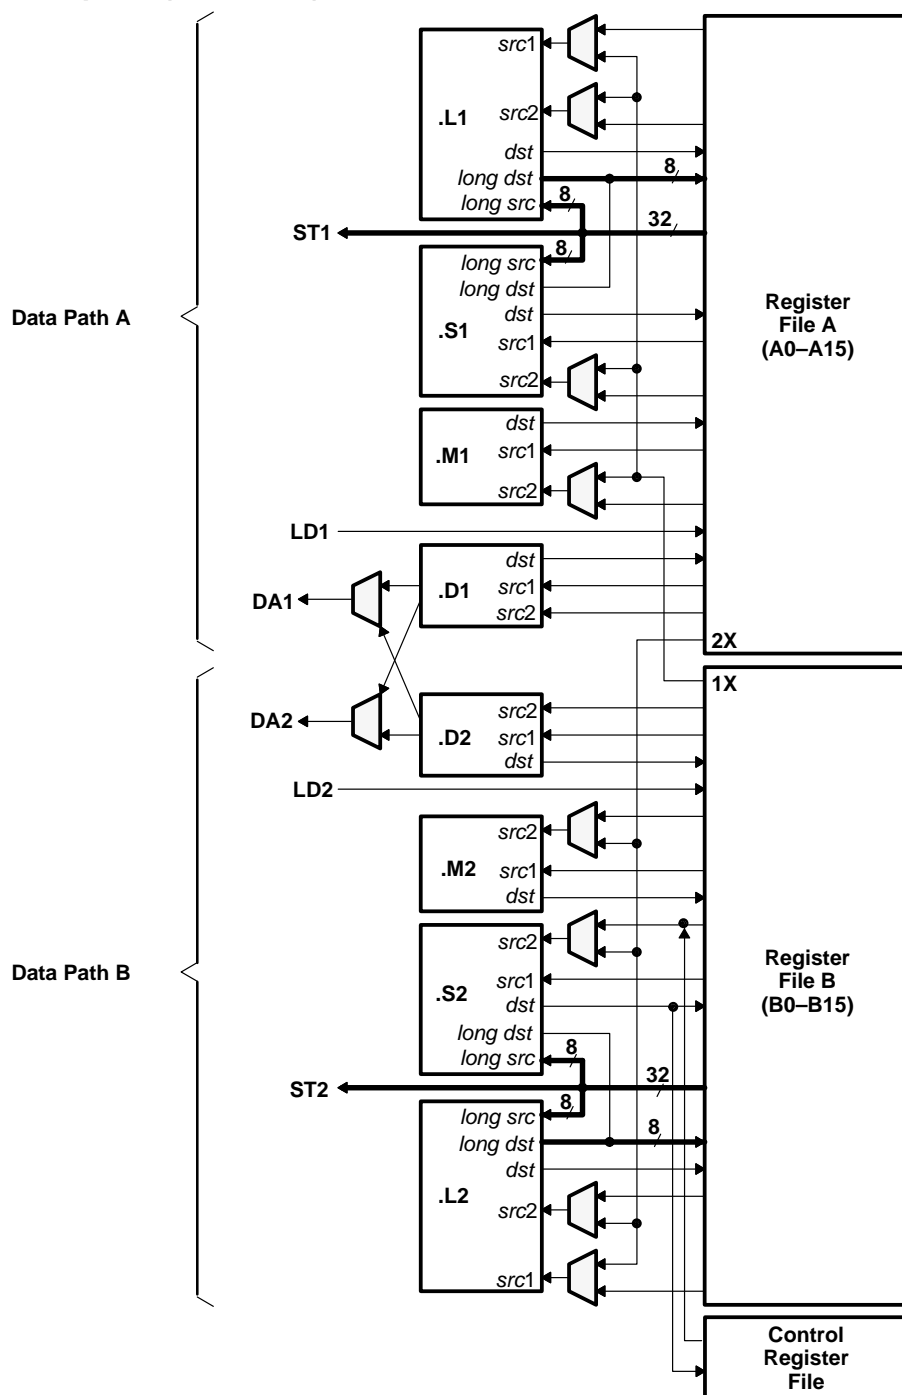 src1
.L1
src2
dst
long dst
8
8
long src
ST1
32
8
long src
long dst
Data Path A
dst
.S1
src1
src2
Register
File A
(A0–A15)
dst
.M1
src1
src2
LD1
dst
.D1
src1
src2
DA1
2X
1X
DA2
src2
.D2
src1
dst
LD2
src2
.M2
src1
dst
src2
Data Path B
src1
.S2
dst
long dst
8
long src
Register
File B
(B0–B15)
ST2
32
8
long src
long dst
8
dst
.L2
src2
src1
Control
Register
File